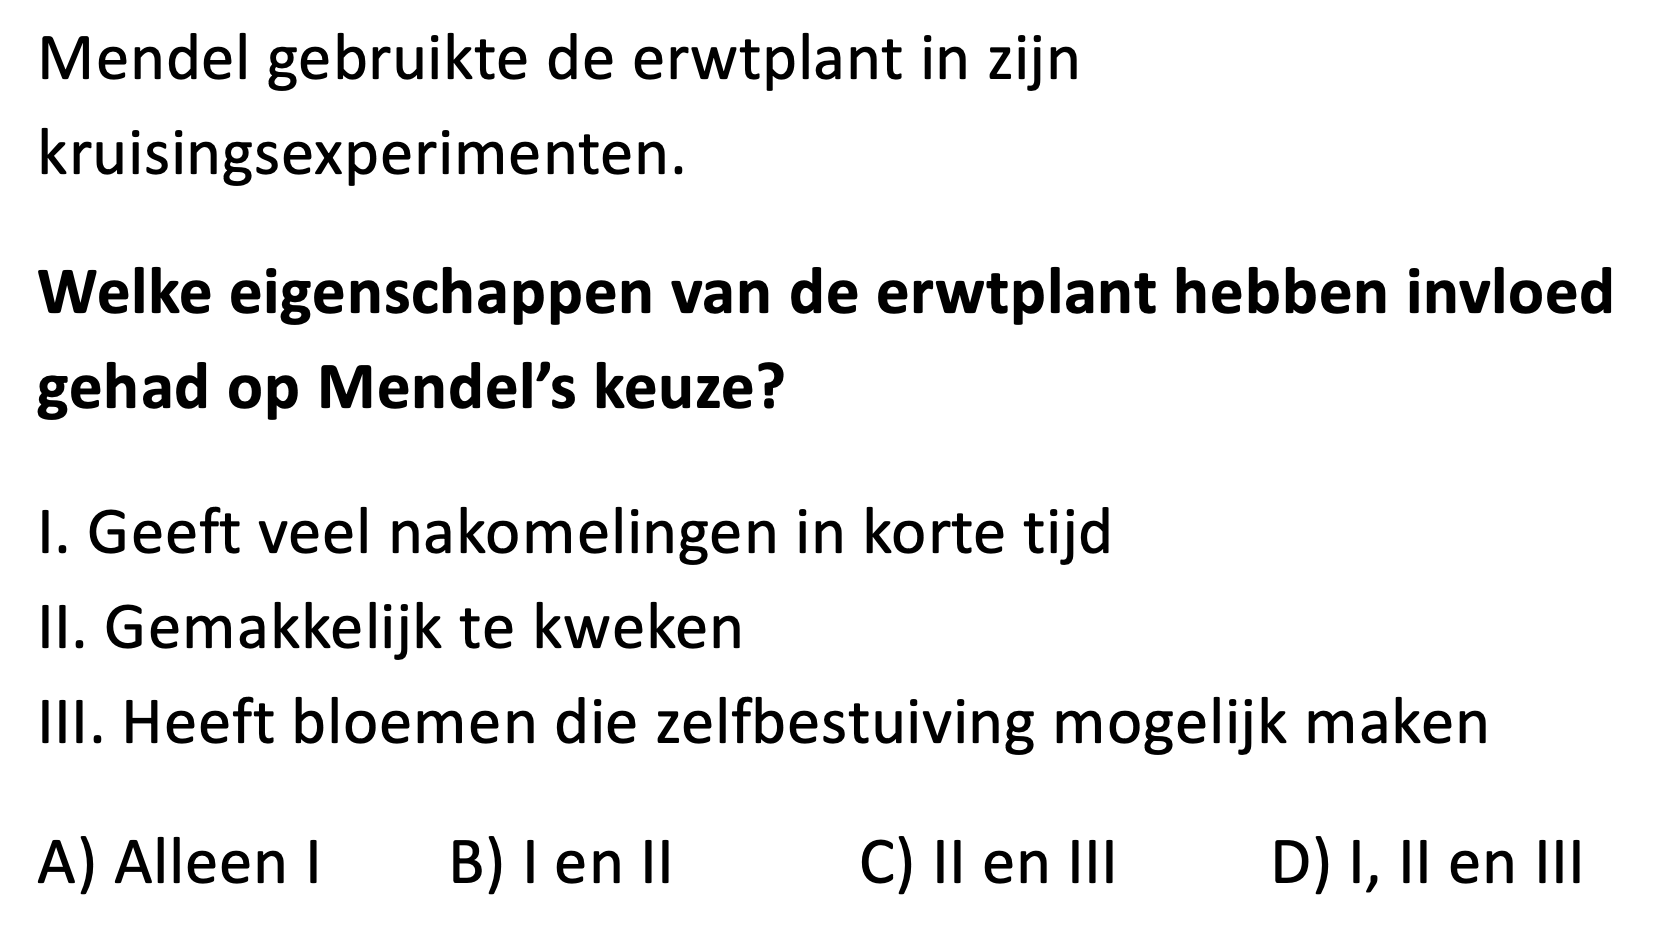 Mendel gebruikte de erwtplant in zijn
kruisingsexperimenten.
Welke eigenschappen van de erwtplant hebben invloed
gehad op Mendel’s keuze?
I. Geeft veel nakomelingen in korte tijd
II. Gemakkelijk te kweken
III. Heeft bloemen die zelfbestuiving mogelijk maken
A) Alleen I B) I en II C) II en III D) I, II en III